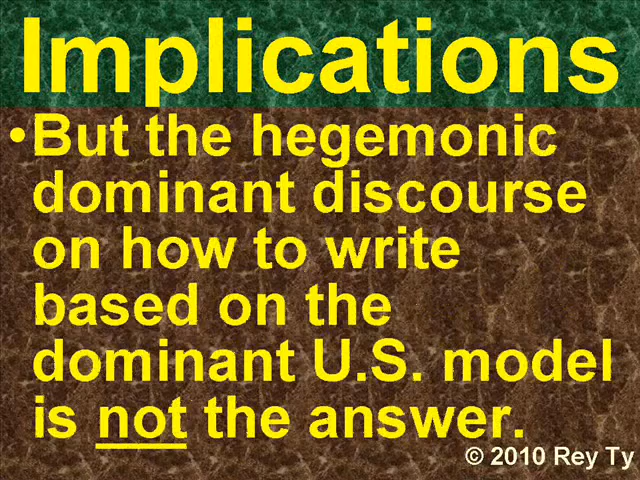 Implications
•But the hegemonic
dominant discourse
on how to write
based on the
dominant U.S. model
is not the answer.
© 2010 Rey Ty